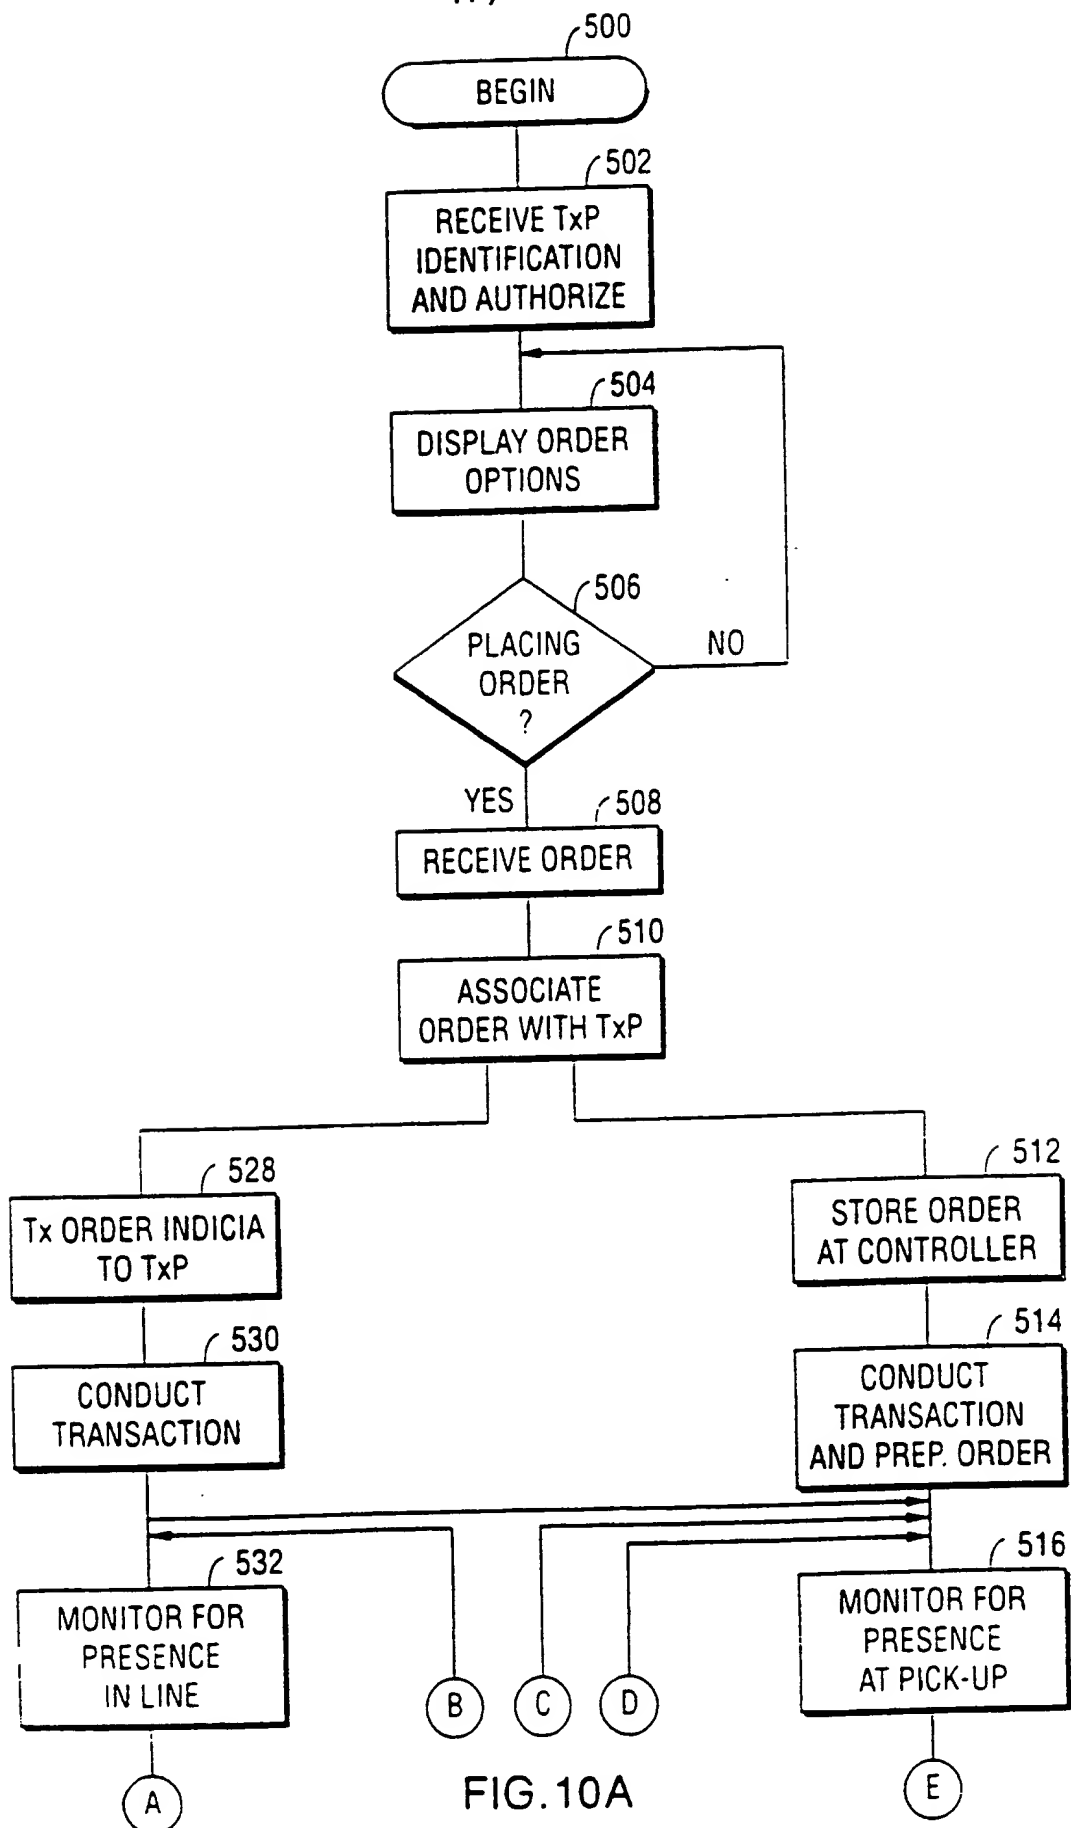 500
BEGIN
502
RECEIVE TxP
IDENTIFICATION
AND AUTHORIZE
504
DISPLAY ORDER
OPTIONS
506
PLACING
ORDER
?
NO
YES
508
RECEIVE ORDER
510
ASSOCIATE
ORDER WITH TxP
528
Tx ORDER INDICIA
TO TxP
512
STORE ORDER
AT CONTROLLER
530
CONDUCT
TRANSACTION
514
CONDUCT
TRANSACTION
AND PREP. ORDER
532
MONITOR FOR
PRESENCE
IN LINE
516
MONITOR FOR
PRESENCE
AT PICK-UP
B
C
D
A
E
FIG.10A